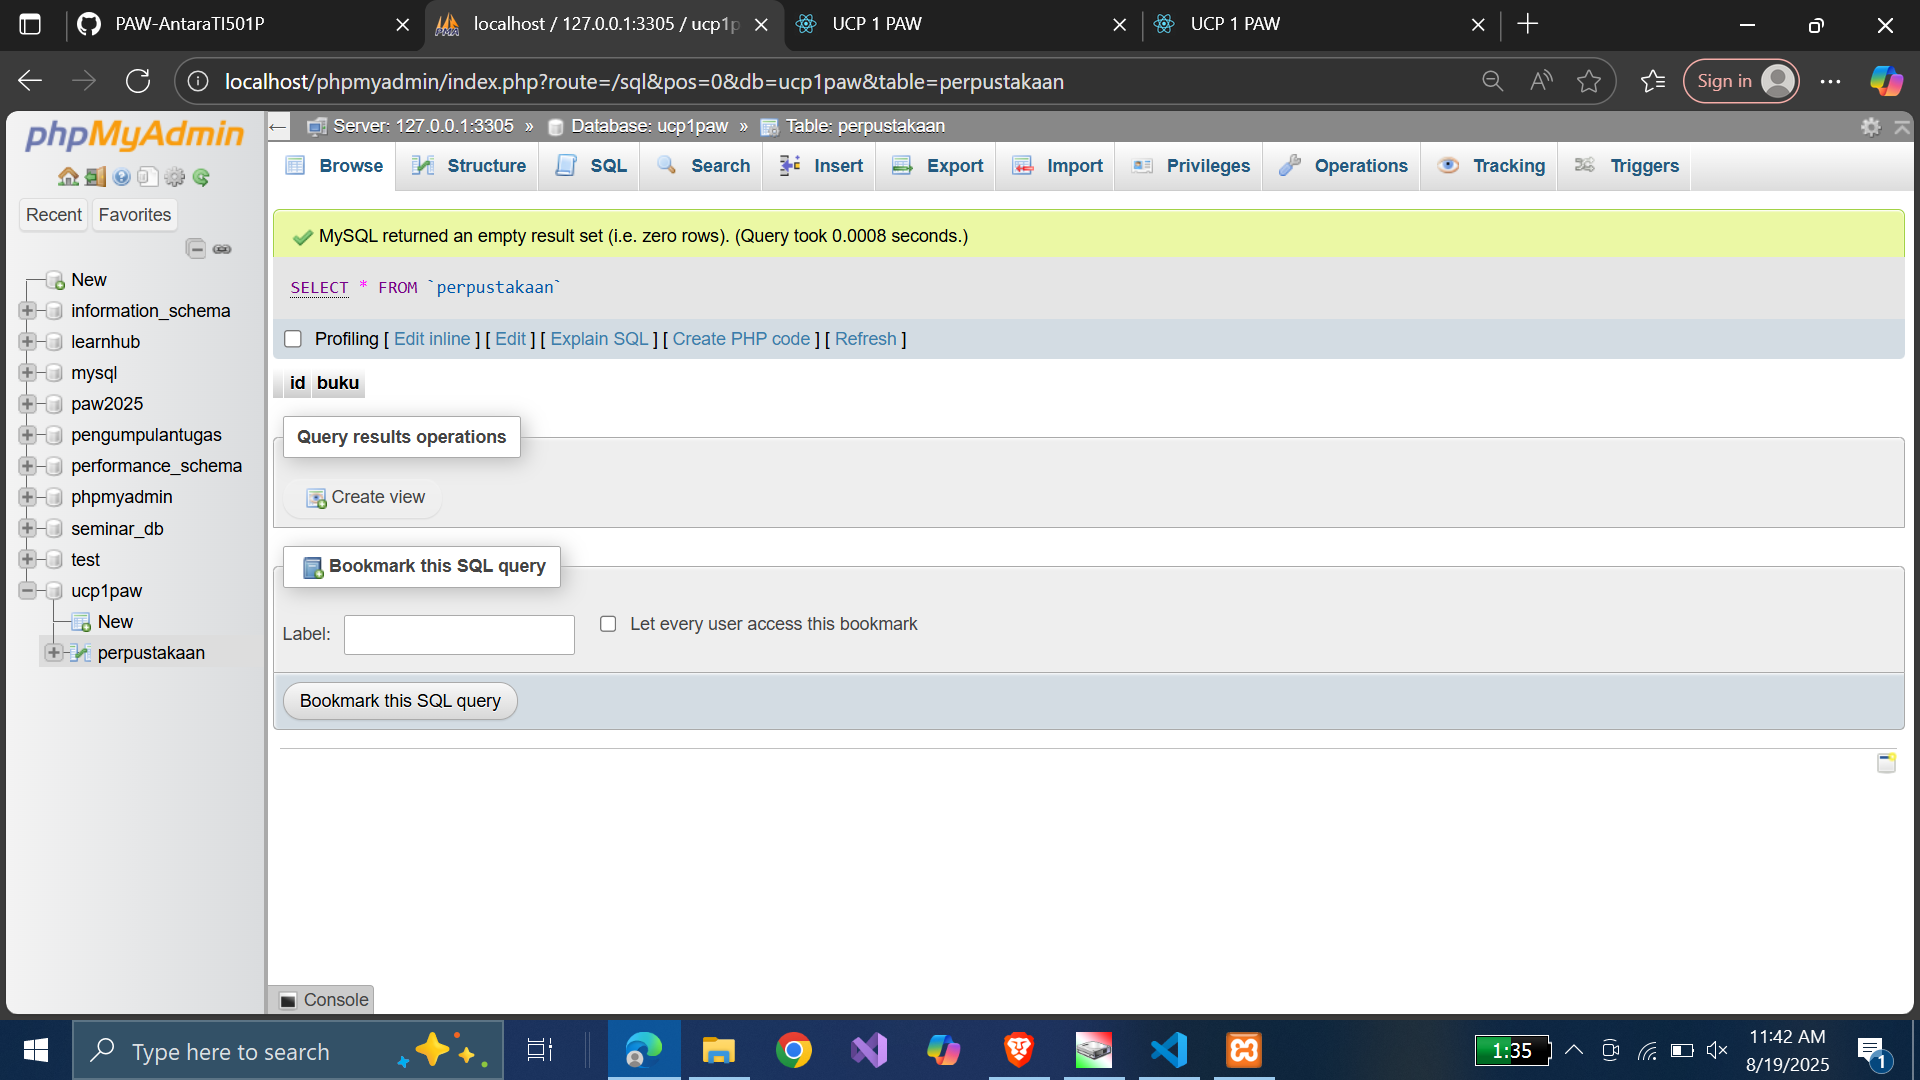 PAW-AntaraTI501P
localhost / 127.0.0.1:3305 / ucp1p
UCP 1 PAW
UCP 1 PAW
localhost/phpmyadmin/index.php?route=/sql&pos=0&db=ucp1paw&table=perpustakaan
Sign in
phpMyAdmin
Recent
Favorites
New
information_schema
learnhub
mysql
paw2025
pengumpulantugas
performance_schema
phpmyadmin
seminar_db
test
ucp1paw
New
perpustakaan
Server: 127.0.0.1:3305 » Database: ucp1paw » Table: perpustakaan
Browse
Structure
SQL
Search
Insert
Export
Import
Privileges
Operations
Tracking
Triggers
MySQL returned an empty result set (i.e. zero rows). (Query took 0.0008 seconds.)
SELECT * FROM `perpustakaan`
Profiling [ Edit inline ] [ Edit ] [ Explain SQL ] [ Create PHP code ] [ Refresh ]
id buku
Query results operations
Create view
Bookmark this SQL query
Label:
Let every user access this bookmark
Bookmark this SQL query
Console
Type here to search
1:35
11:42 AM
8/19/2025
1